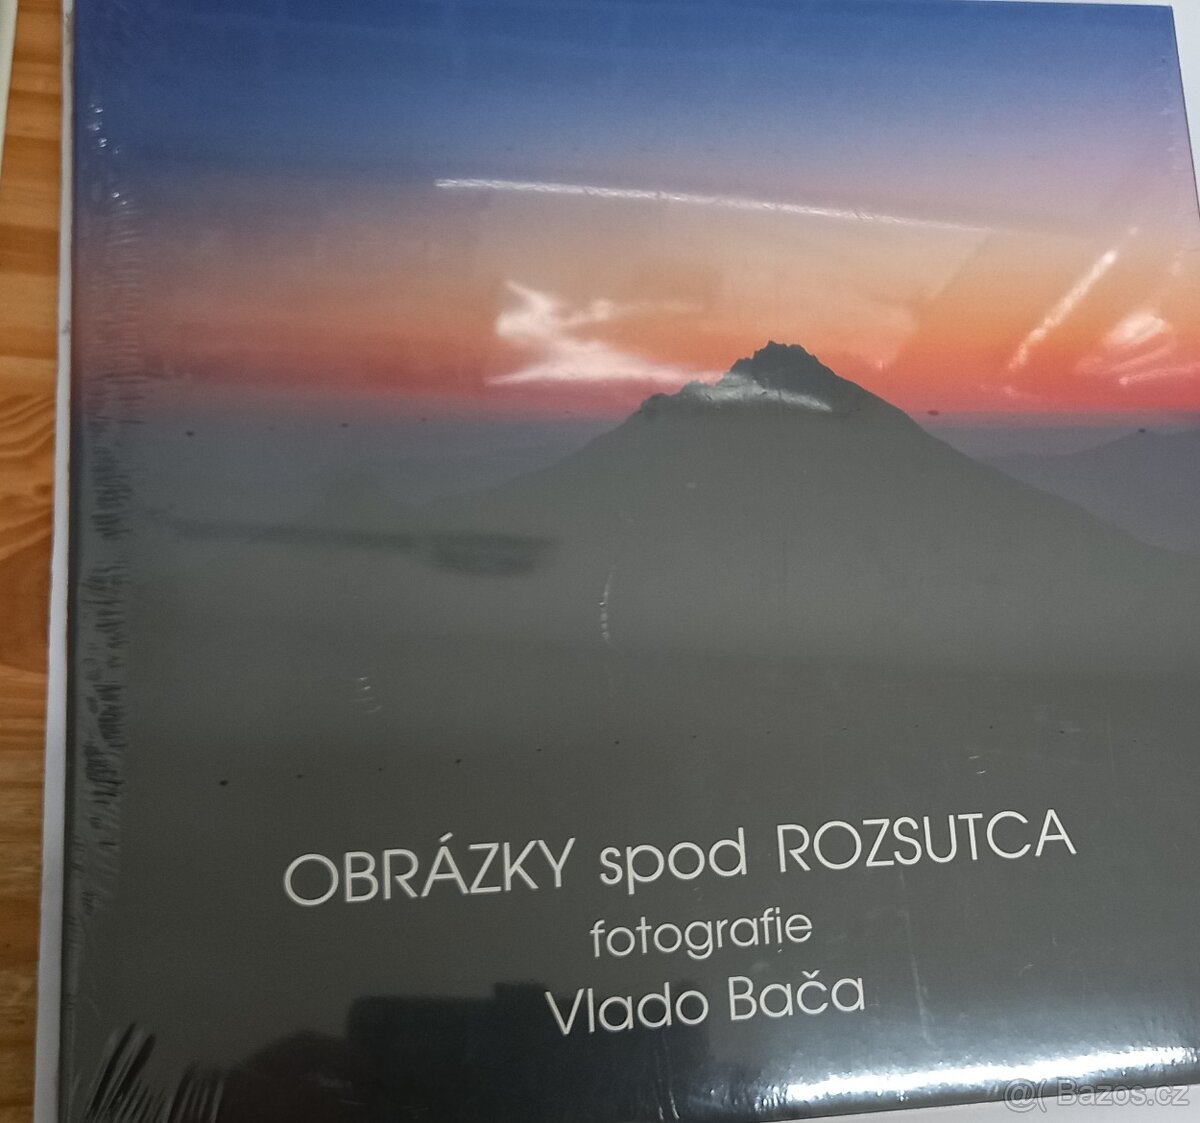 OBRÁZKY spod ROZSUTCA
fotografie
Vlado Bača
@( Bazos.cz